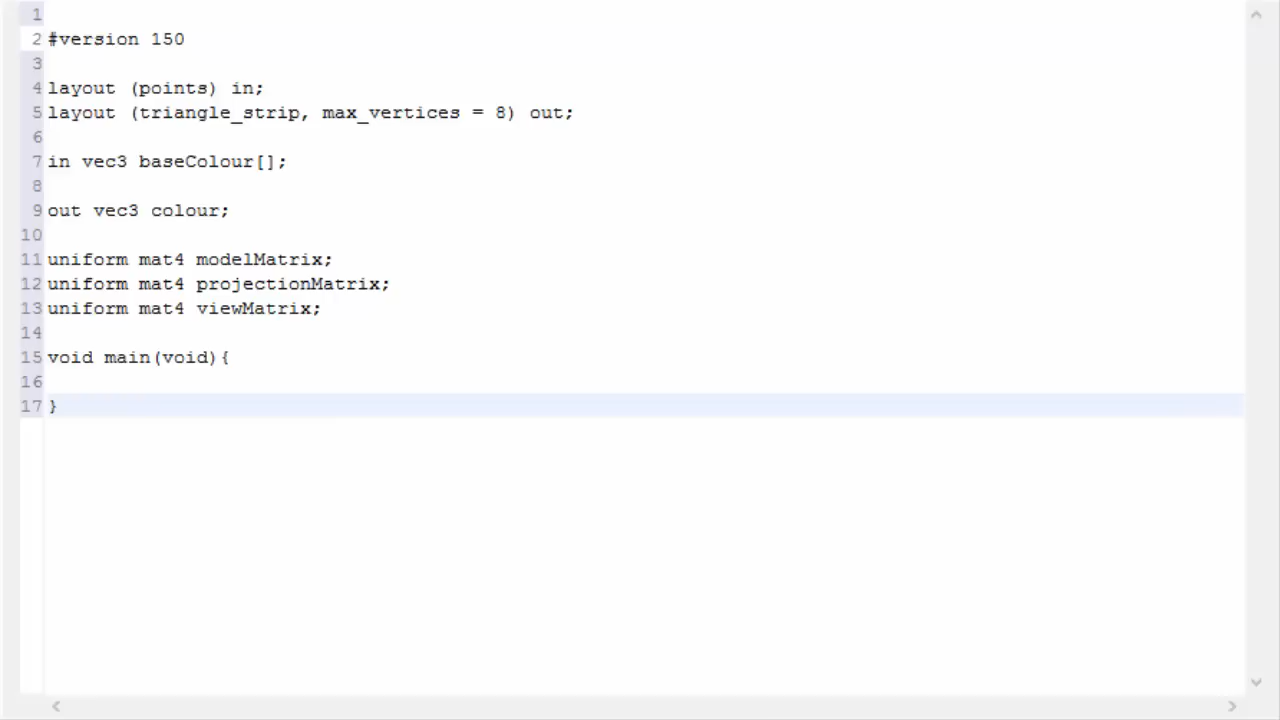 1
2 #version 150
3
4 layout (points) in;
5 layout (triangle_strip, max_vertices = 8) out;
6
7 in vec3 baseColour[];
8
9 out vec3 colour;
10
11 uniform mat4 modelMatrix;
12 uniform mat4 projectionMatrix;
13 uniform mat4 viewMatrix;
14
15 void main(void){
16
17 }